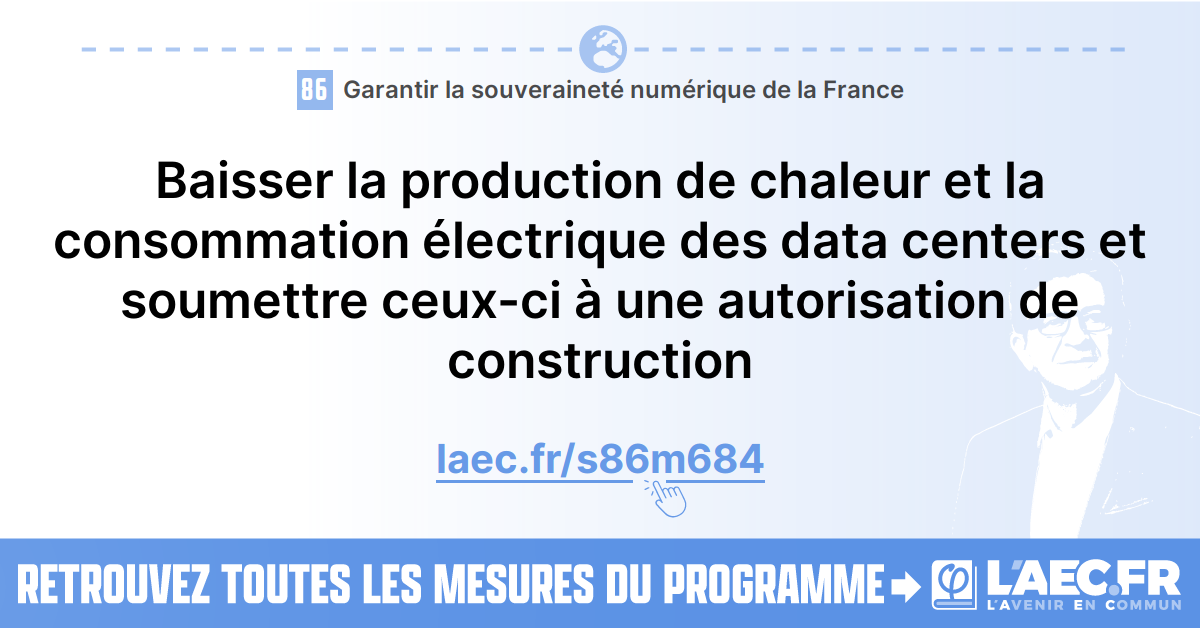 86 Garantir la souveraineté numérique de la France
Baisser la production de chaleur et la
consommation électrique des data centers et
soumettre ceux-ci à une autorisation de
construction
laec.fr/s86m684
RETROUVEZ TOUTES LES MESURES DU PROGRAMME
L'AEC.FR
L'AVENIR EN COMMUN